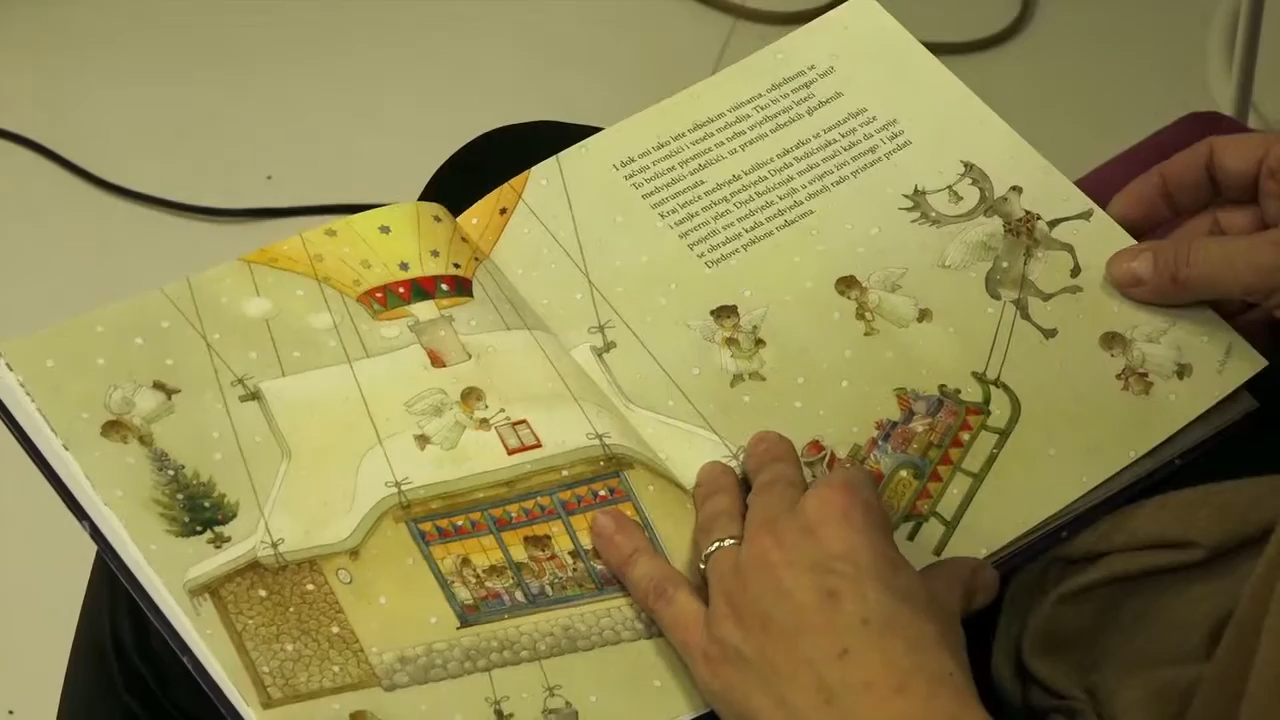 I dok oni tako lete nebeskim visinama, odjednom se
začuju zvončići i vesela melodija. Tko bi to mogao biti?
To božićne pjesmice na nebu uvježbavaju leteći
medvjedići-anđelčići, uz pratnju nebeskih glazbenih
instrumenata.
Kraj leteće medvjeđe kolibice nakratko se zaustavljaju
i sanjke mrkog medvjeda Djeda Božićnjaka, koje vuče
sjeverni jelen. Djed Božićnjak muku muči kako da uspije
posjetiti sve medvjede, kojih u svijetu živi mnogo. I jako
se obraduje kada medvjeđa obitelj rado pristane predati
Djedove poklone rođacima.